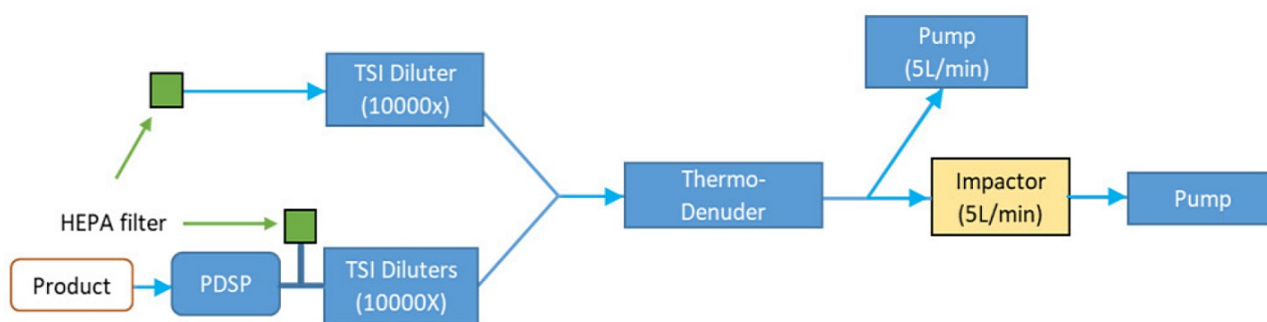 Pump
(5L/min)
TSI Diluter
(10000x)
Thermo-
Denuder
Impactor
(5L/min)
Pump
HEPA filter
Product
PDSP
TSI Diluters
(10000X)